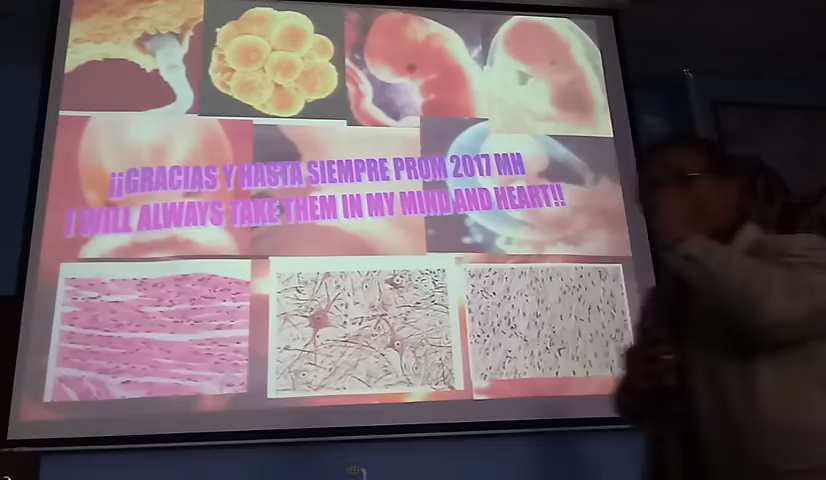 ¡¡GRACIAS Y HASTA SIEMPRE PROM 2017 MH
I WILL ALWAYS TAKE THEM IN MY MIND AND HEART!!